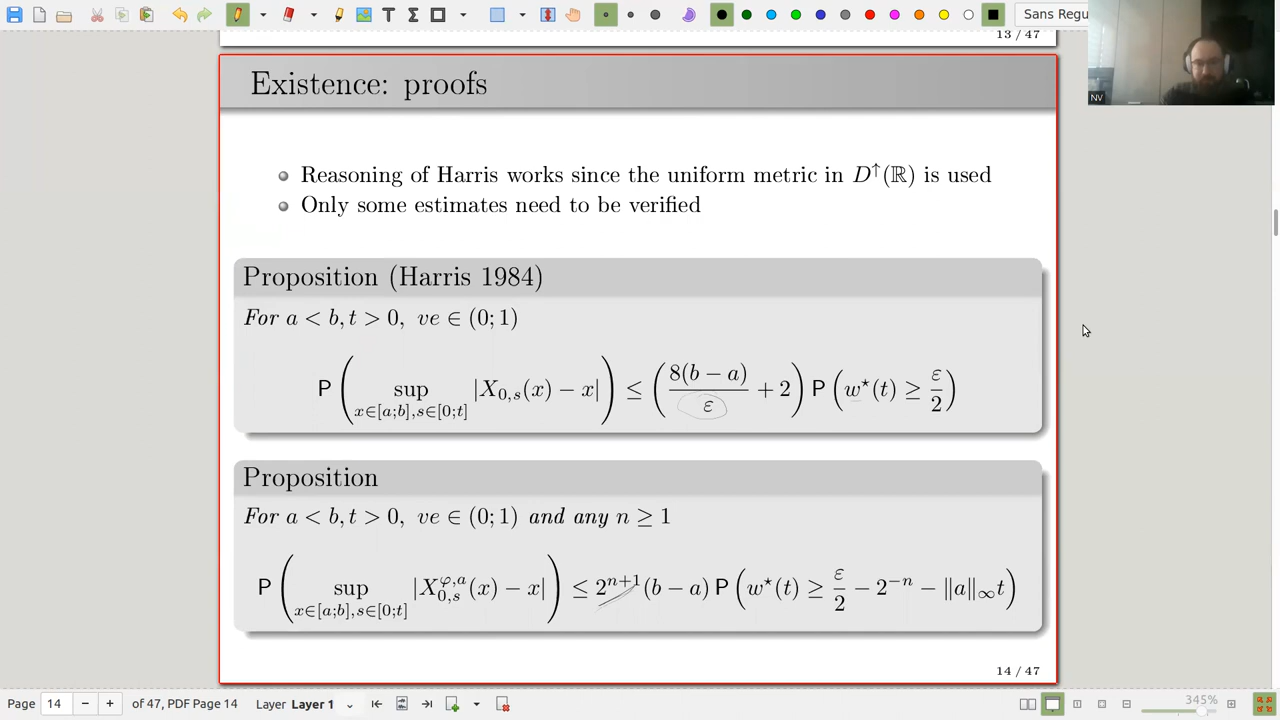 Sans Regu
13 / 47
NV
Existence: proofs
Reasoning of Harris works since the uniform metric in D↑(ℝ) is used
Only some estimates need to be verified
Proposition (Harris 1984)
For a < b, t > 0, ve ∈ (0; 1)
P( sup_{x∈[a;b],s∈[0;t]} |X_{0,s}(x) − x| ) ≤ ( 8(b − a)/ε + 2 ) P( w⋆(t) ≥ ε/2 )
Proposition
For a < b, t > 0, ve ∈ (0; 1) and any n ≥ 1
P( sup_{x∈[a;b],s∈[0;t]} |X^{φ,a}_{0,s}(x) − x| ) ≤ 2^{n+1}(b − a) P( w⋆(t) ≥ ε/2 − 2^{−n} − ‖a‖_∞t )
14 / 47
Page 14 of 47, PDF Page 14 Layer Layer 1 345%